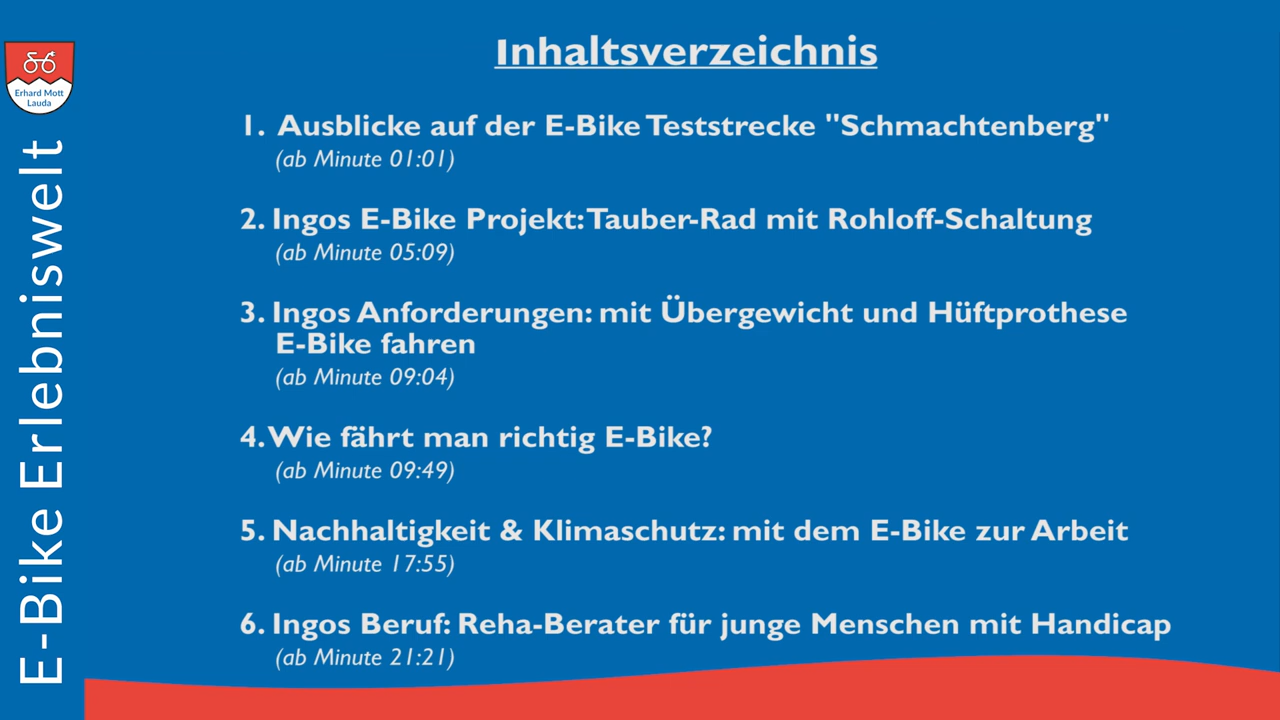 Inhaltsverzeichnis
1. Ausblicke auf der E-Bike Teststrecke "Schmachtenberg"
(ab Minute 01:01)
2. Ingos E-Bike Projekt: Tauber-Rad mit Rohloff-Schaltung
(ab Minute 05:09)
3. Ingos Anforderungen: mit Übergewicht und Hüftprothese
E-Bike fahren
(ab Minute 09:04)
4. Wie fährt man richtig E-Bike?
(ab Minute 09:49)
5. Nachhaltigkeit & Klimaschutz: mit dem E-Bike zur Arbeit
(ab Minute 17:55)
6. Ingos Beruf: Reha-Berater für junge Menschen mit Handicap
(ab Minute 21:21)
Erhard Mott
Lauda
E-Bike Erlebniswelt